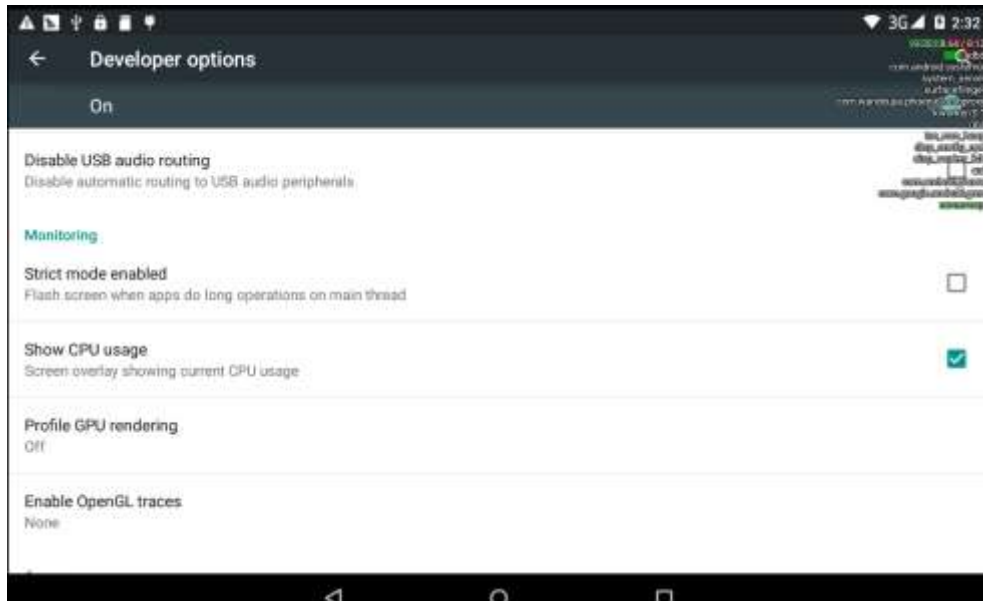 3G 2:32
Developer options
On
Disable USB audio routing
Disable automatic routing to USB audio peripherals
Monitoring
Strict mode enabled
Flash screen when apps do long operations on main thread
Show CPU usage
Screen overlay showing current CPU usage
Profile GPU rendering
Off
Enable OpenGL traces
None